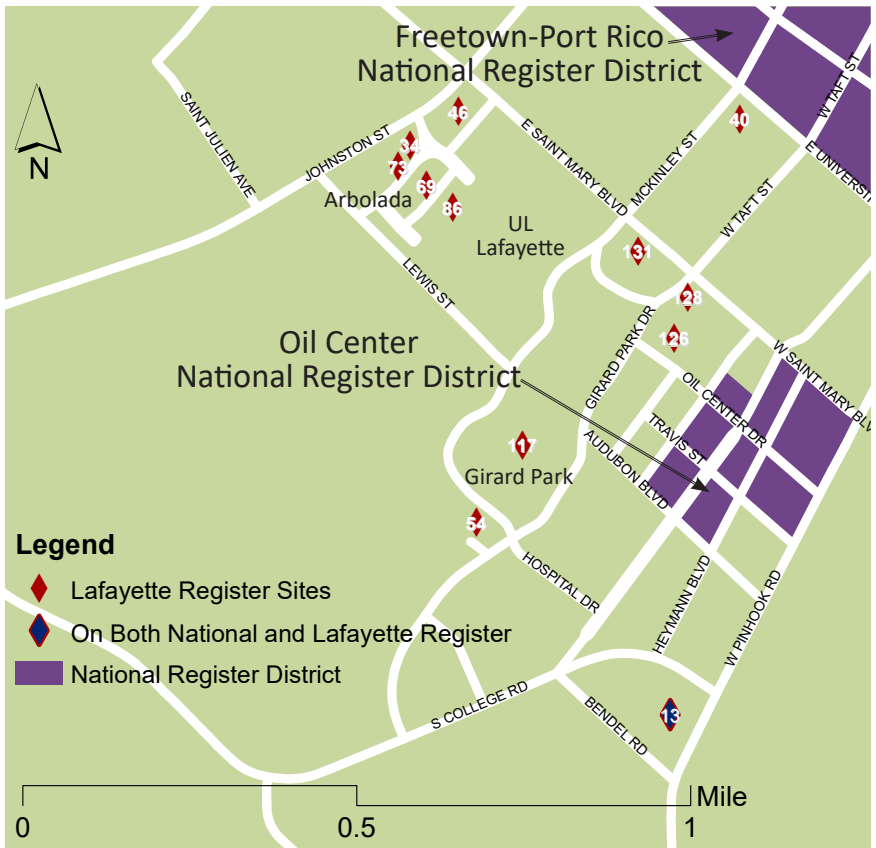 Freetown-Port Rico
National Register District
W TAFT ST
46
40
SAINT JULIEN AVE
E SAINT MARY BLVD
JOHNSTON ST
34
E UNIVERSIT
N
73
MCKINLEY ST
69
Arbolada
86
W TAFT ST
UL
Lafayette
131
LEWIS ST
128
GIRARD PARK DR
126
Oil Center
National Register District
W SAINT MARY BLV
OIL CENTER DR
TRAVIS ST
AUDUBON BLVD
117
Girard Park
54
Legend
Lafayette Register Sites
On Both National and Lafayette Register
National Register District
HOSPITAL DR
HEYMANN BLVD
W PINHOOK RD
S COLLEGE RD
BENDEL RD
13
Mile
0
0.5
1